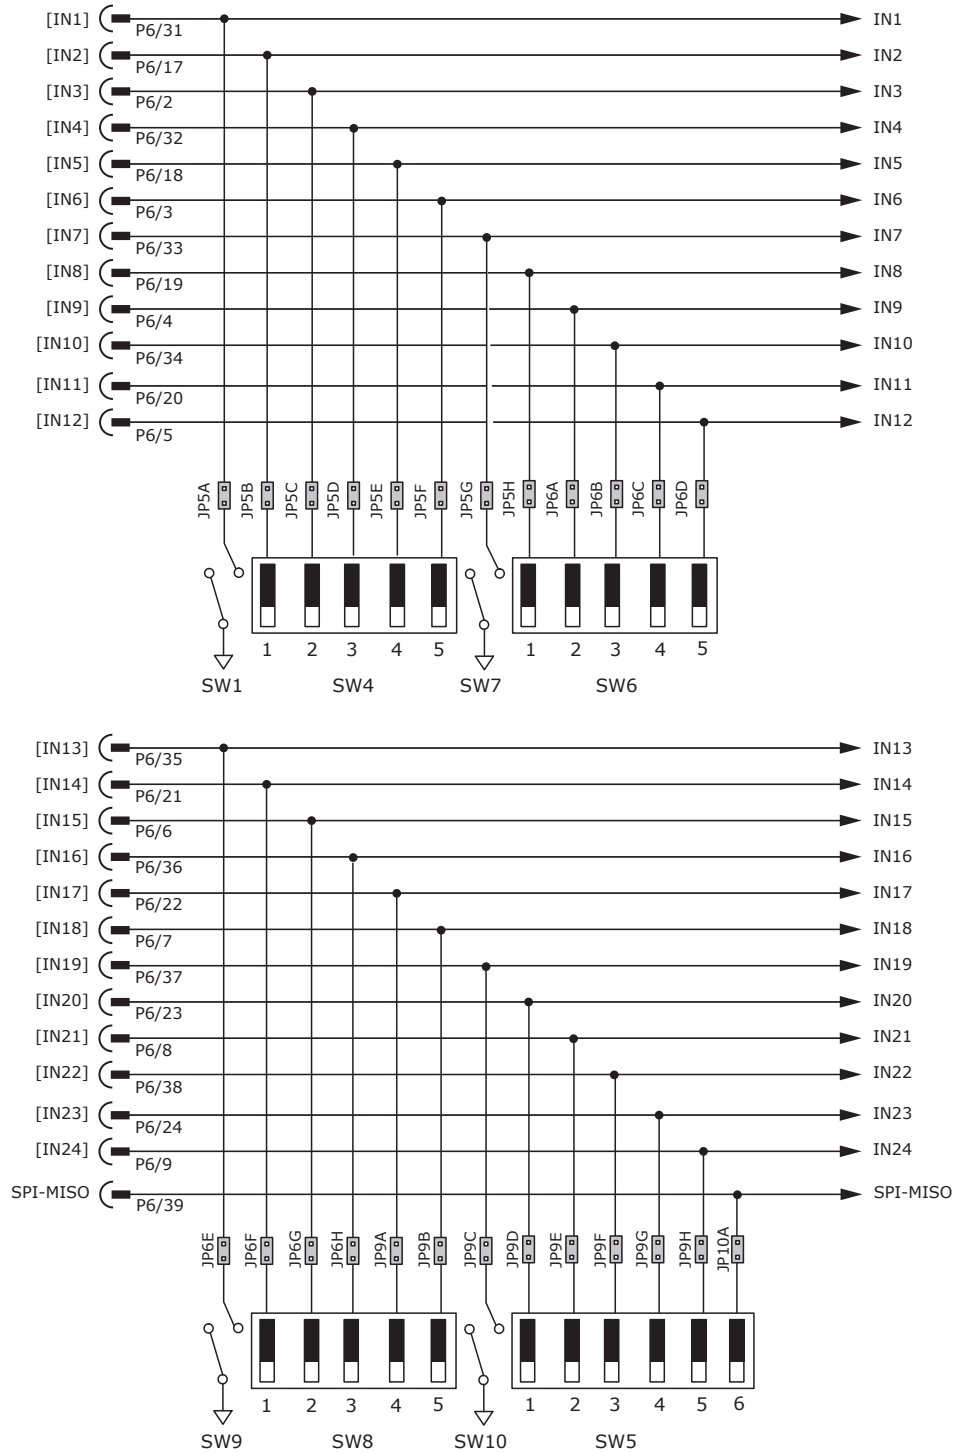 [IN1] P6/31 IN1
[IN2] P6/17 IN2
[IN3] P6/2 IN3
[IN4] P6/32 IN4
[IN5] P6/18 IN5
[IN6] P6/3 IN6
[IN7] P6/33 IN7
[IN8] P6/19 IN8
[IN9] P6/4 IN9
[IN10] P6/34 IN10
[IN11] P6/20 IN11
[IN12] P6/5 IN12
JP5A JP5B JP5C JP5D JP5E JP5F JP5G JP5H JP6A JP6B JP6C JP6D
1 2 3 4 5 1 2 3 4 5
SW1 SW4 SW7 SW6
[IN13] P6/35 IN13
[IN14] P6/21 IN14
[IN15] P6/6 IN15
[IN16] P6/36 IN16
[IN17] P6/22 IN17
[IN18] P6/7 IN18
[IN19] P6/37 IN19
[IN20] P6/23 IN20
[IN21] P6/8 IN21
[IN22] P6/38 IN22
[IN23] P6/24 IN23
[IN24] P6/9 IN24
SPI-MISO P6/39 SPI-MISO
JP6E JP6F JP6G JP6H JP9A JP9B JP9C JP9D JP9E JP9F JP9G JP9H JP10A
1 2 3 4 5 1 2 3 4 5 6
SW9 SW8 SW10 SW5